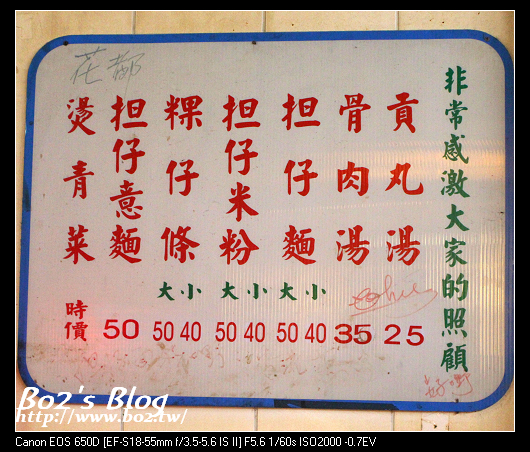 非常感激大家的照顧
貢丸湯 25
骨肉湯 35
担仔麵 大 小 50 40
担仔米粉 大 小 50 40
粿仔條 大 小 50 40
担仔意麵 50
燙青菜 時價
花都
Bo2's Blog
http://www.bo2.tw/
Canon EOS 650D [EF-S18-55mm f/3.5-5.6 IS II] F5.6 1/60s ISO2000 -0.7EV